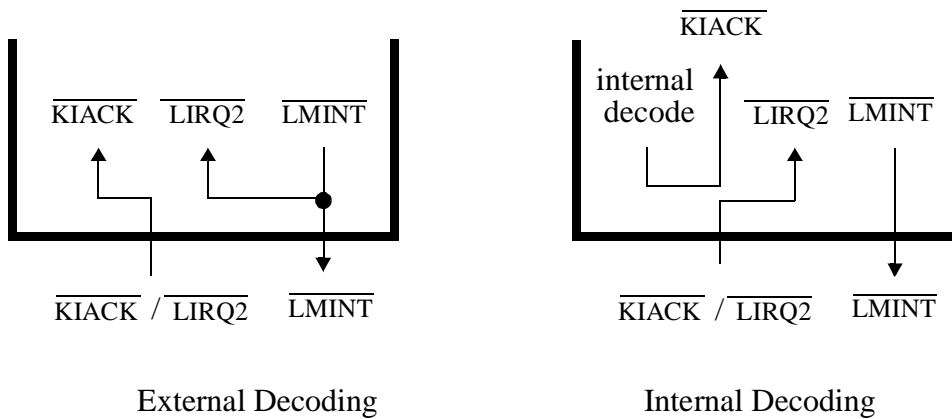 KIACK LIRQ2 LMINT
KIACK / LIRQ2 LMINT
External Decoding
KIACK
internal
decode
LIRQ2 LMINT
KIACK / LIRQ2 LMINT
Internal Decoding